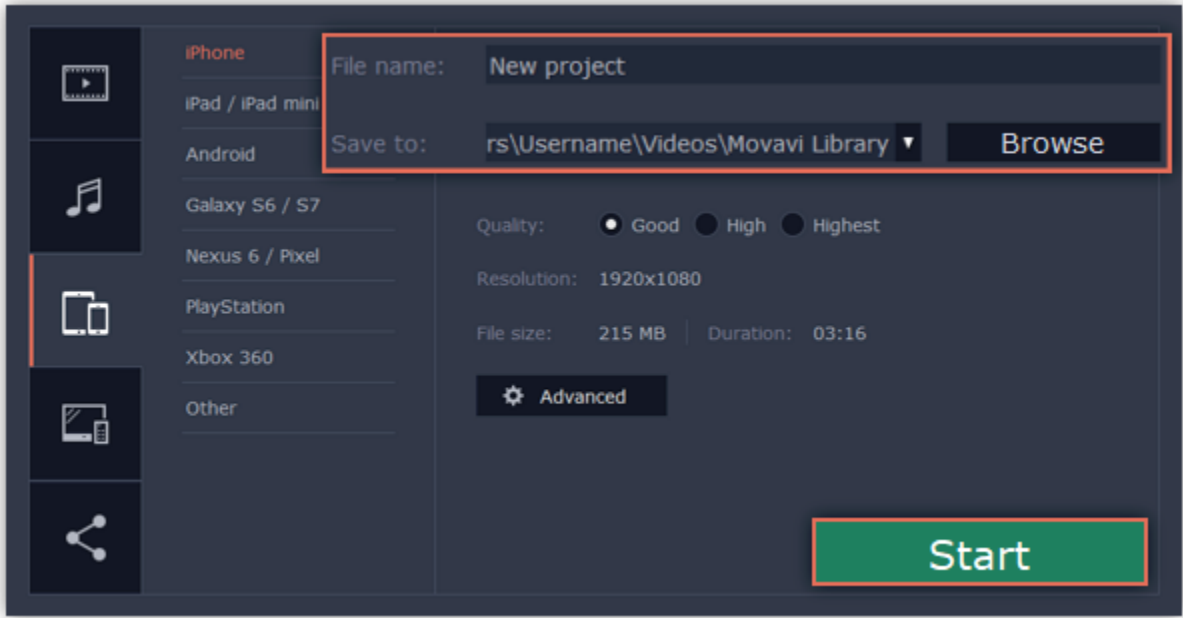 iPhone
iPad / iPad mini
Android
Galaxy S6 / S7
Nexus 6 / Pixel
PlayStation
Xbox 360
Other
File name: New project
Save to: rs\Username\Videos\Movavi Library ▼ Browse
Quality: Good High Highest
Resolution: 1920x1080
File size: 215 MB Duration: 03:16
Advanced
Start